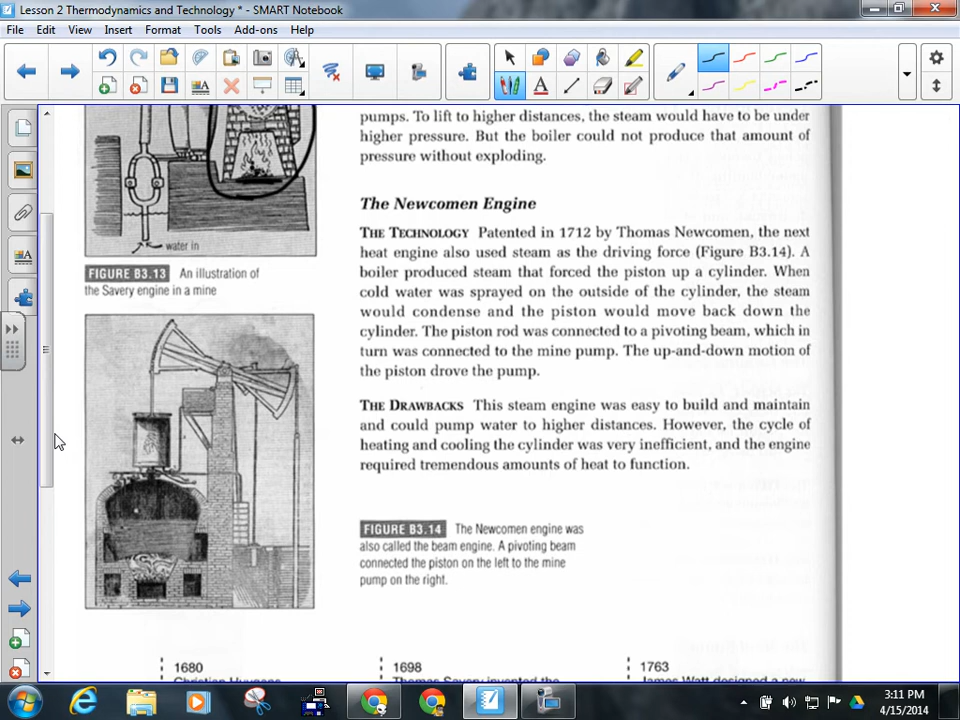 Lesson 2 Thermodynamics and Technology * - SMART Notebook
File Edit View Insert Format Tools Add-ons Help
pumps. To lift to higher distances, the steam would have to be under
higher pressure. But the boiler could not produce that amount of
pressure without exploding.
water in
FIGURE B3.13 An illustration of
the Savery engine in a mine
The Newcomen Engine
THE TECHNOLOGY Patented in 1712 by Thomas Newcomen, the next
heat engine also used steam as the driving force (Figure B3.14). A
boiler produced steam that forced the piston up a cylinder. When
cold water was sprayed on the outside of the cylinder, the steam
would condense and the piston would move back down the
cylinder. The piston rod was connected to a pivoting beam, which in
turn was connected to the mine pump. The up-and-down motion of
the piston drove the pump.
THE DRAWBACKS This steam engine was easy to build and maintain
and could pump water to higher distances. However, the cycle of
heating and cooling the cylinder was very inefficient, and the engine
required tremendous amounts of heat to function.
FIGURE B3.14 The Newcomen engine was
also called the beam engine. A pivoting beam
connected the piston on the left to the mine
pump on the right.
1680
Christian Huygens
1698
Thomas Savery invented the
1763
James Watt designed a new
3:11 PM
4/15/2014